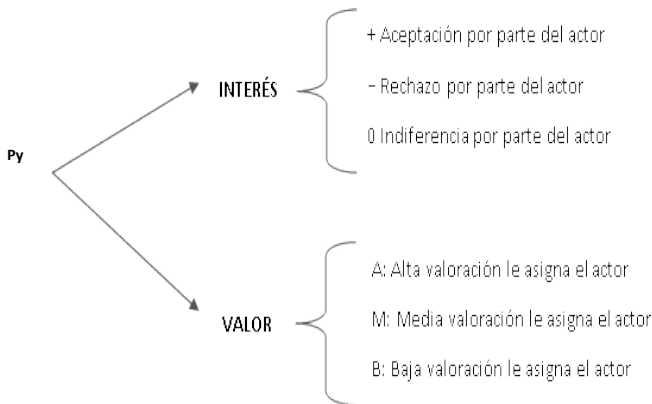 + Aceptación por parte del actor
INTERÉS
– Rechazo por parte del actor
0 Indiferencia por parte del actor
Py
A: Alta valoración le asigna el actor
VALOR
M: Media valoración le asigna el actor
B: Baja valoración le asigna el actor